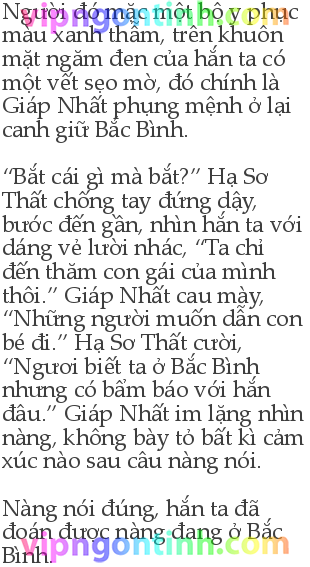 Người đó mặc một bộ y phục
màu xanh thẫm, trên khuôn
mặt ngăm đen của hắn ta có
một vết sẹo mờ, đó chính là
Giáp Nhất phụng mệnh ở lại
canh giữ Bắc Bình.
“Bắt cái gì mà bắt?” Hạ Sơ
Thất chống tay đứng dậy,
bước đến gần, nhìn hắn ta với
dáng vẻ lười nhác, “Ta chỉ
đến thăm con gái của mình
thôi.” Giáp Nhất cau mày,
“Những người muốn dẫn con
bé đi.” Hạ Sơ Thất cười,
“Ngươi biết ta ở Bắc Bình
nhưng có bẩm báo với hắn
đâu.” Giáp Nhất im lặng nhìn
nàng, không bày tỏ bất kì cảm
xúc nào sau câu nàng nói.
Nàng nói đúng, hắn ta đã
đoán được nàng đang ở Bắc
Bình.
vipngontinh.com
vipngontinh.com